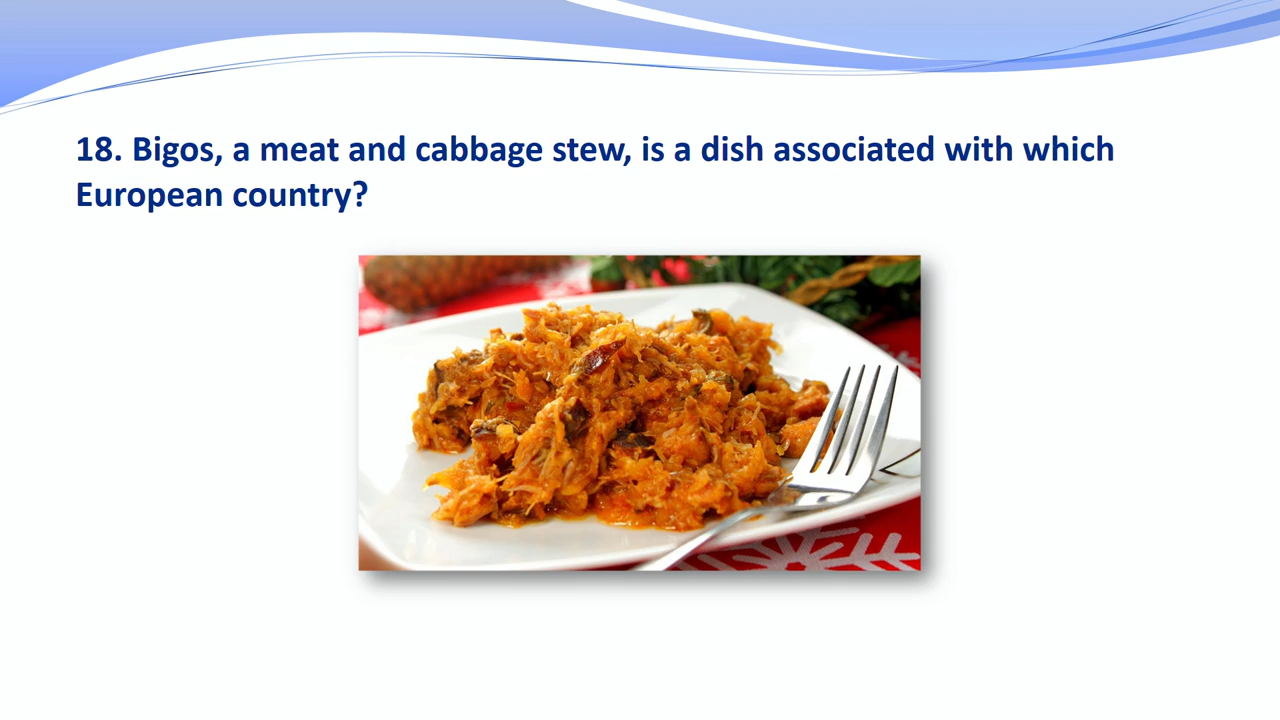 18. Bigos, a meat and cabbage stew, is a dish associated with which
European country?